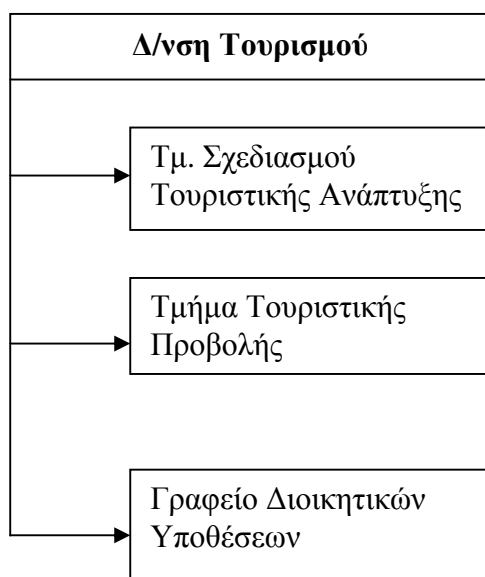 Δ/νση Τουρισμού
Τμ. Σχεδιασμού
Τουριστικής Ανάπτυξης
Τμήμα Τουριστικής
Προβολής
Γραφείο Διοικητικών
Υποθέσεων